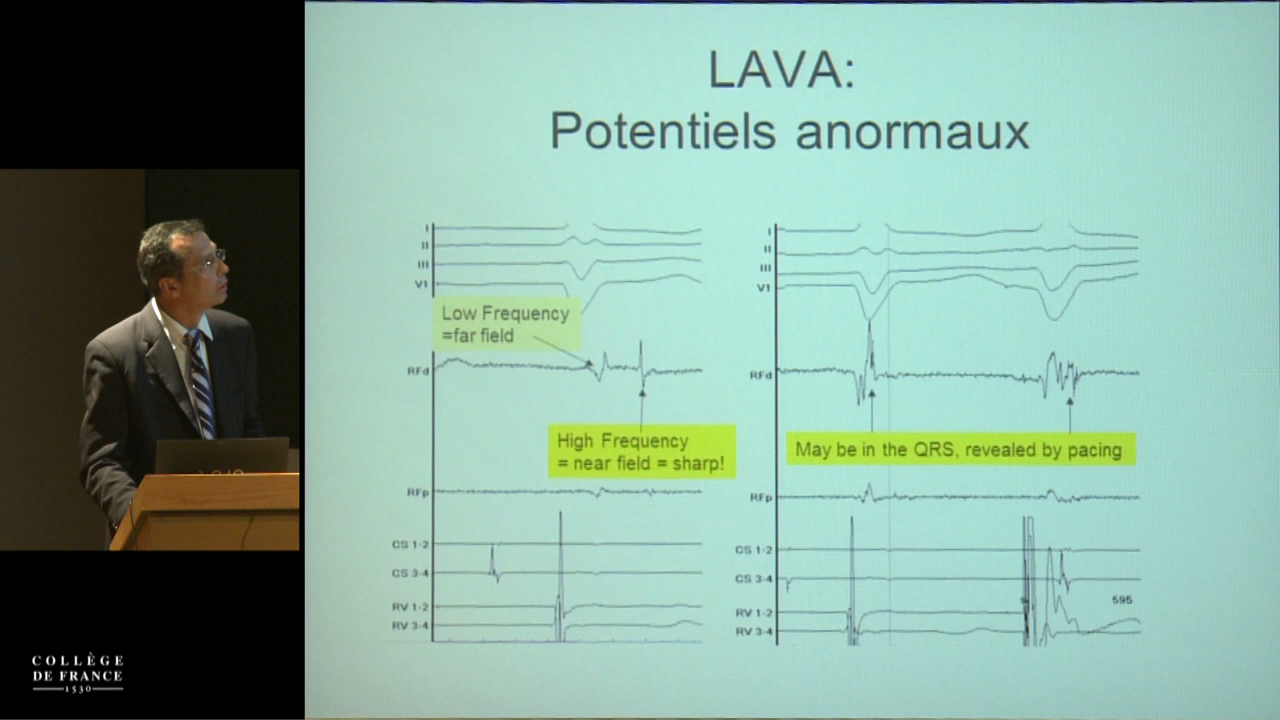 LAVA:
Potentiels anormaux
I
II
III
V1
Low Frequency
=far field
RFd
High Frequency
= near field = sharp!
RFp
CS 1-2
CS 3-4
RV 1-2
RV 3-4
I
II
III
V1
RFd
May be in the QRS, revealed by pacing
RFp
CS 1-2
CS 3-4
595
RV 1-2
RV 3-4
COLLÈGE
DE FRANCE
1530